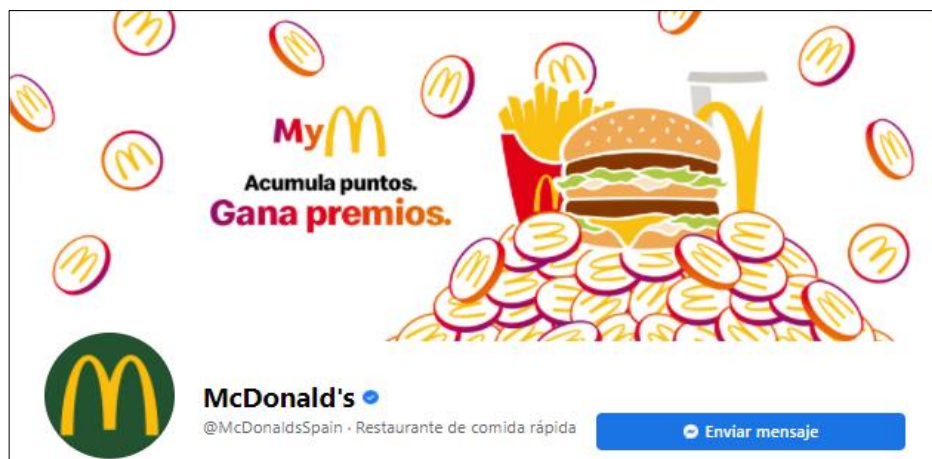 My M
Acumula puntos.
Gana premios.
McDonald's
@McDonaldsSpain · Restaurante de comida rápida
Enviar mensaje